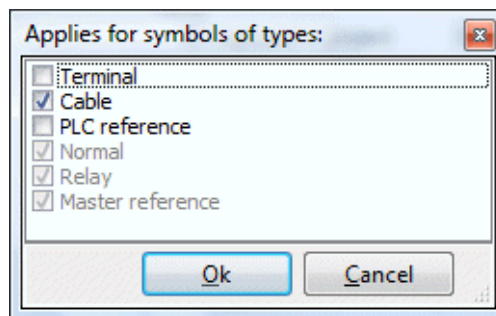 Applies for symbols of types:
Terminal
Cable
PLC reference
Normal
Relay
Master reference
Ok
Cancel